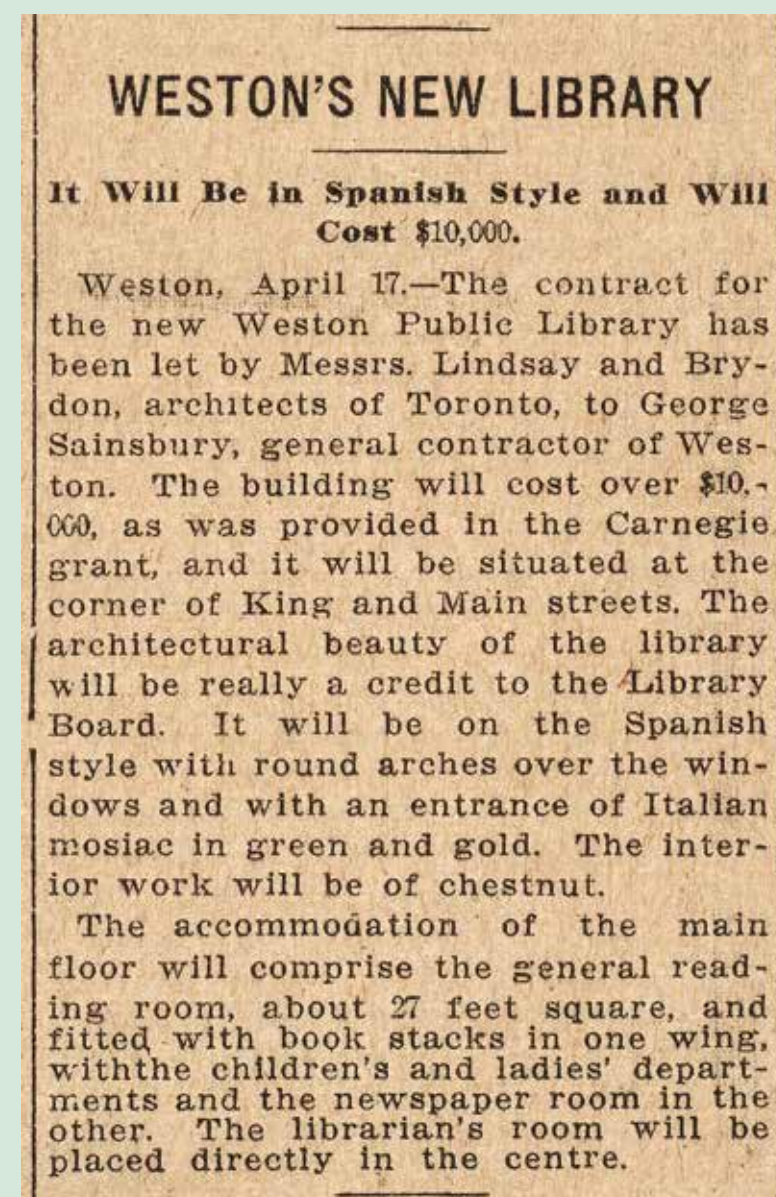 WESTON'S NEW LIBRARY
It Will Be in Spanish Style and Will
Cost $10,000.
Weston, April 17.—The contract for
the new Weston Public Library has
been let by Messrs. Lindsay and Bry-
don, architects of Toronto, to George
Sainsbury, general contractor of Wes-
ton. The building will cost over $10,-
000, as was provided in the Carnegie
grant, and it will be situated at the
corner of King and Main streets. The
architectural beauty of the library
will be really a credit to the Library
Board. It will be on the Spanish
style with round arches over the win-
dows and with an entrance of Italian
mosiac in green and gold. The inter-
ior work will be of chestnut.
The accommodation of the main
floor will comprise the general read-
ing room, about 27 feet square, and
fitted with book stacks in one wing,
withthe children's and ladies' depart-
ments and the newspaper room in the
other. The librarian's room will be
placed directly in the centre.